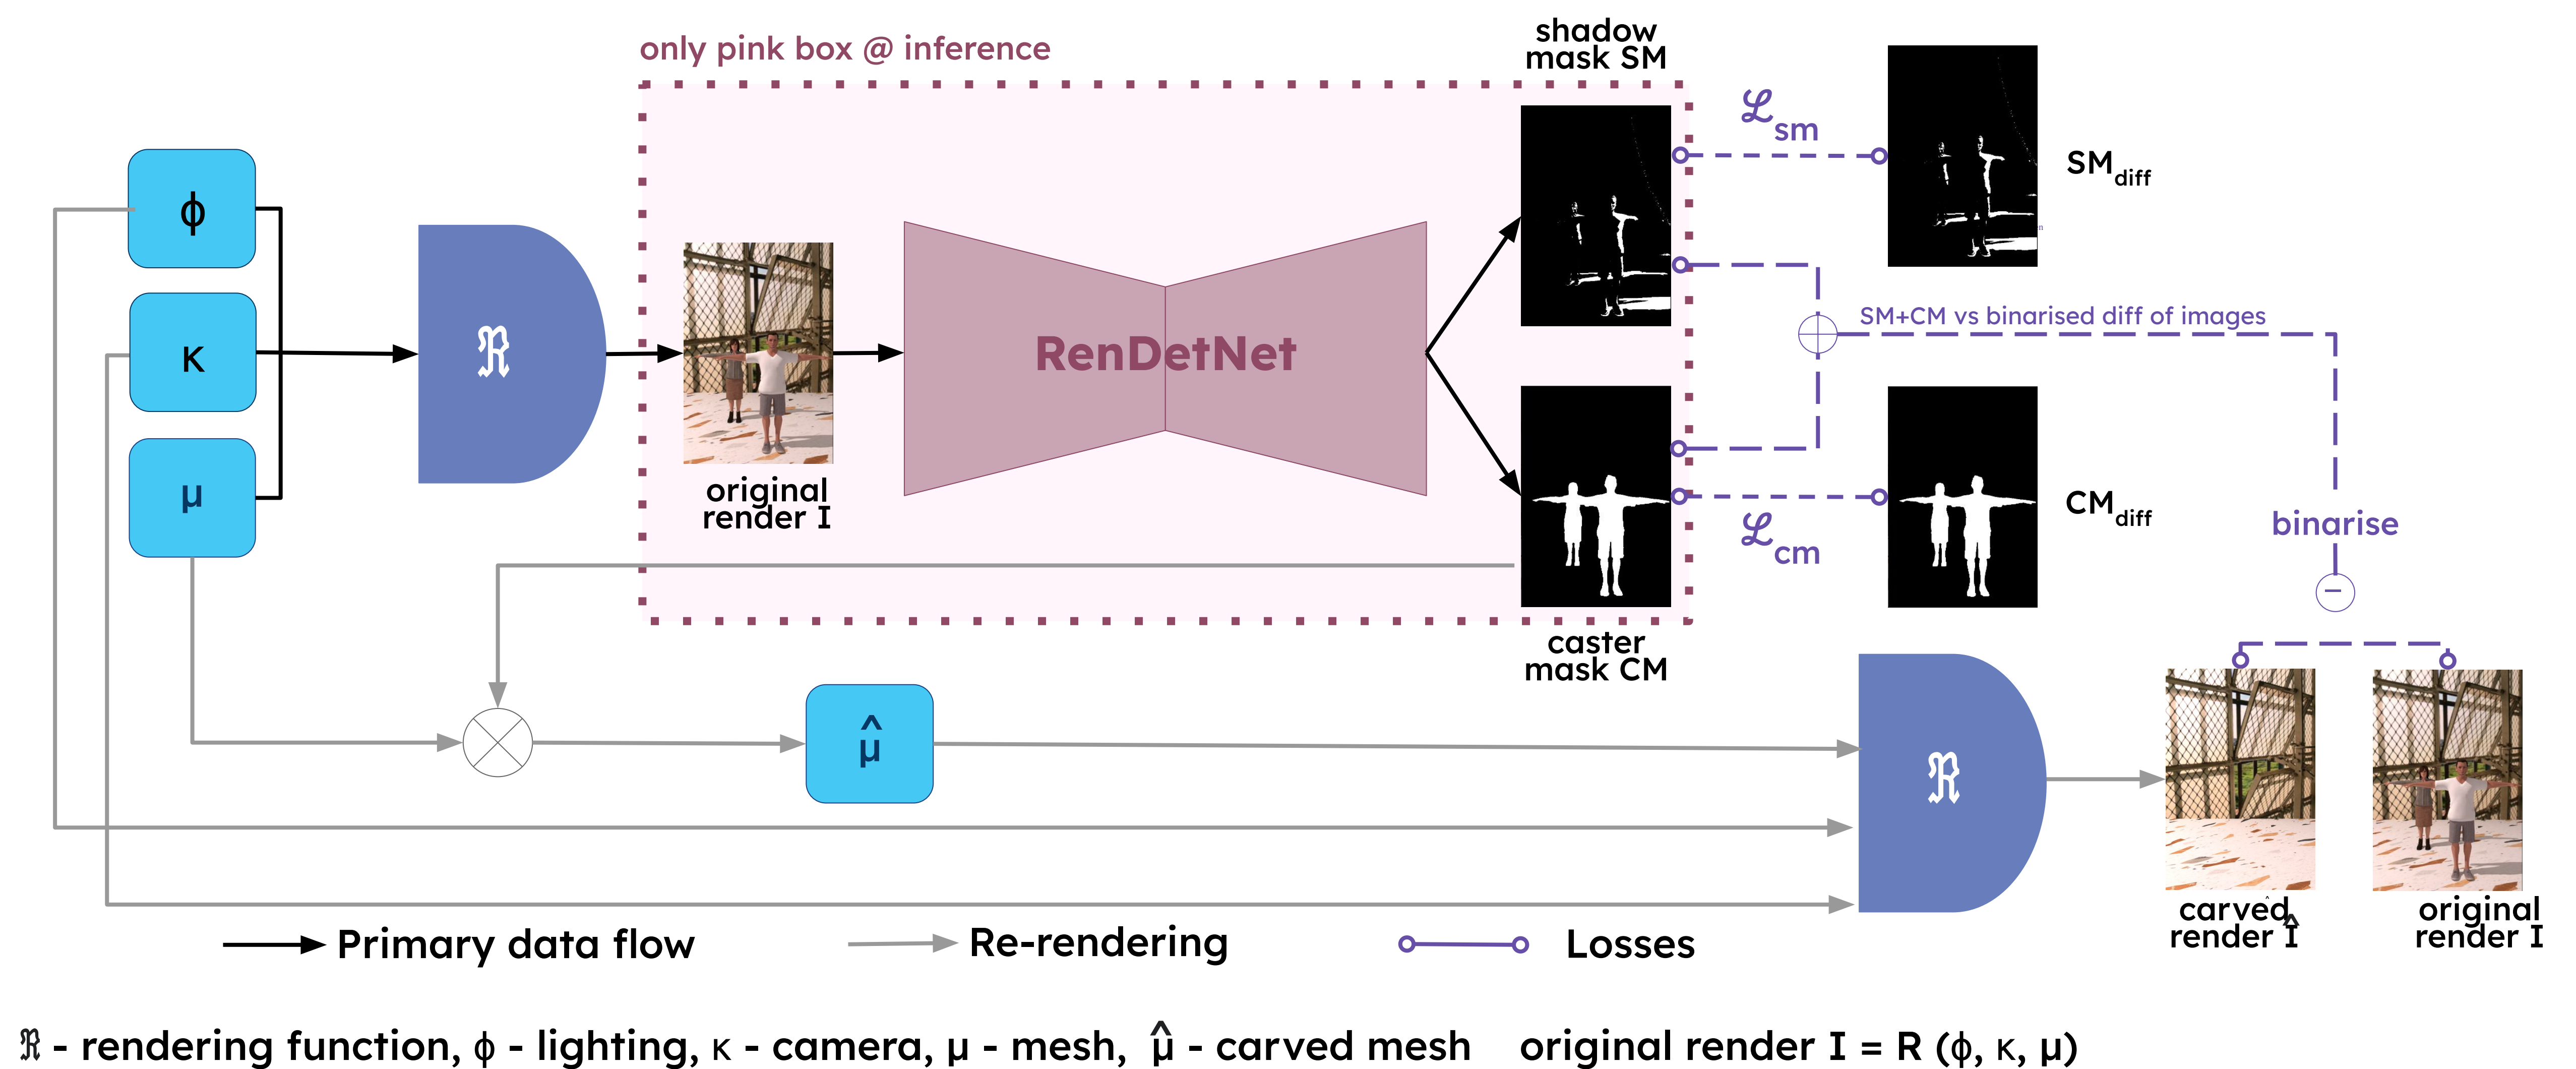 only pink box @ inference
shadow
mask SM
ℒsm
SMdiff
ϕ
κ
μ
ℜ
original
render I
RenDetNet
SM+CM vs binarised diff of images
ℒcm
CMdiff
binarise
−
caster
mask CM
μ̂
ℜ
carved
render Î
original
render I
Primary data flow
Re-rendering
Losses
ℜ - rendering function, ϕ - lighting, κ - camera, μ - mesh, μ̂ - carved mesh original render I = R (ϕ, κ, μ)